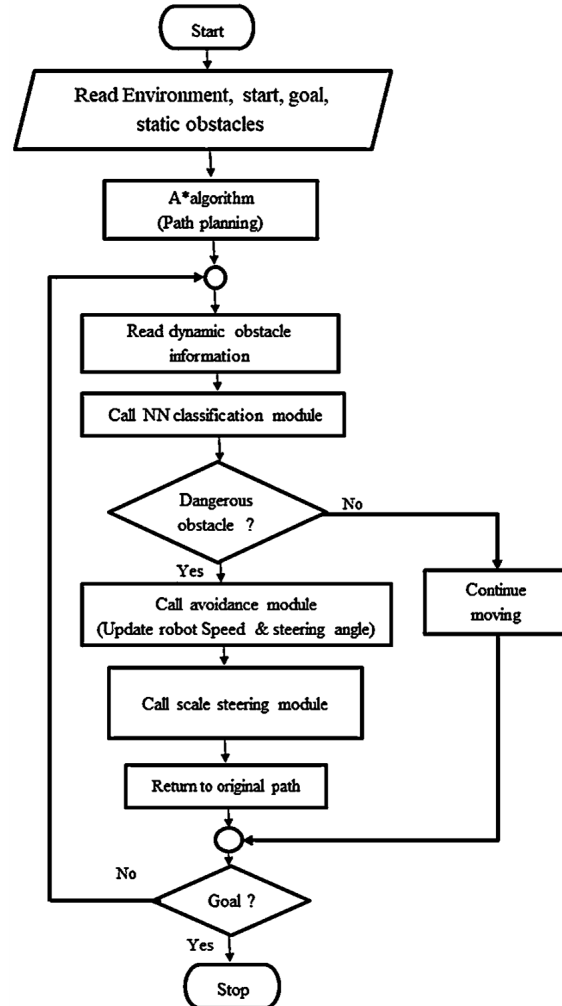 Start
Read Environment, start, goal,
static obstacles
A*algorithm
(Path planning)
Read dynamic obstacle
information
Call NN classification module
Dangerous
obstacle ?
No
Yes
Call avoidance module
(Update robot Speed & steering angle)
Continue
moving
Call scale steering module
Return to original path
No
Goal ?
Yes
Stop